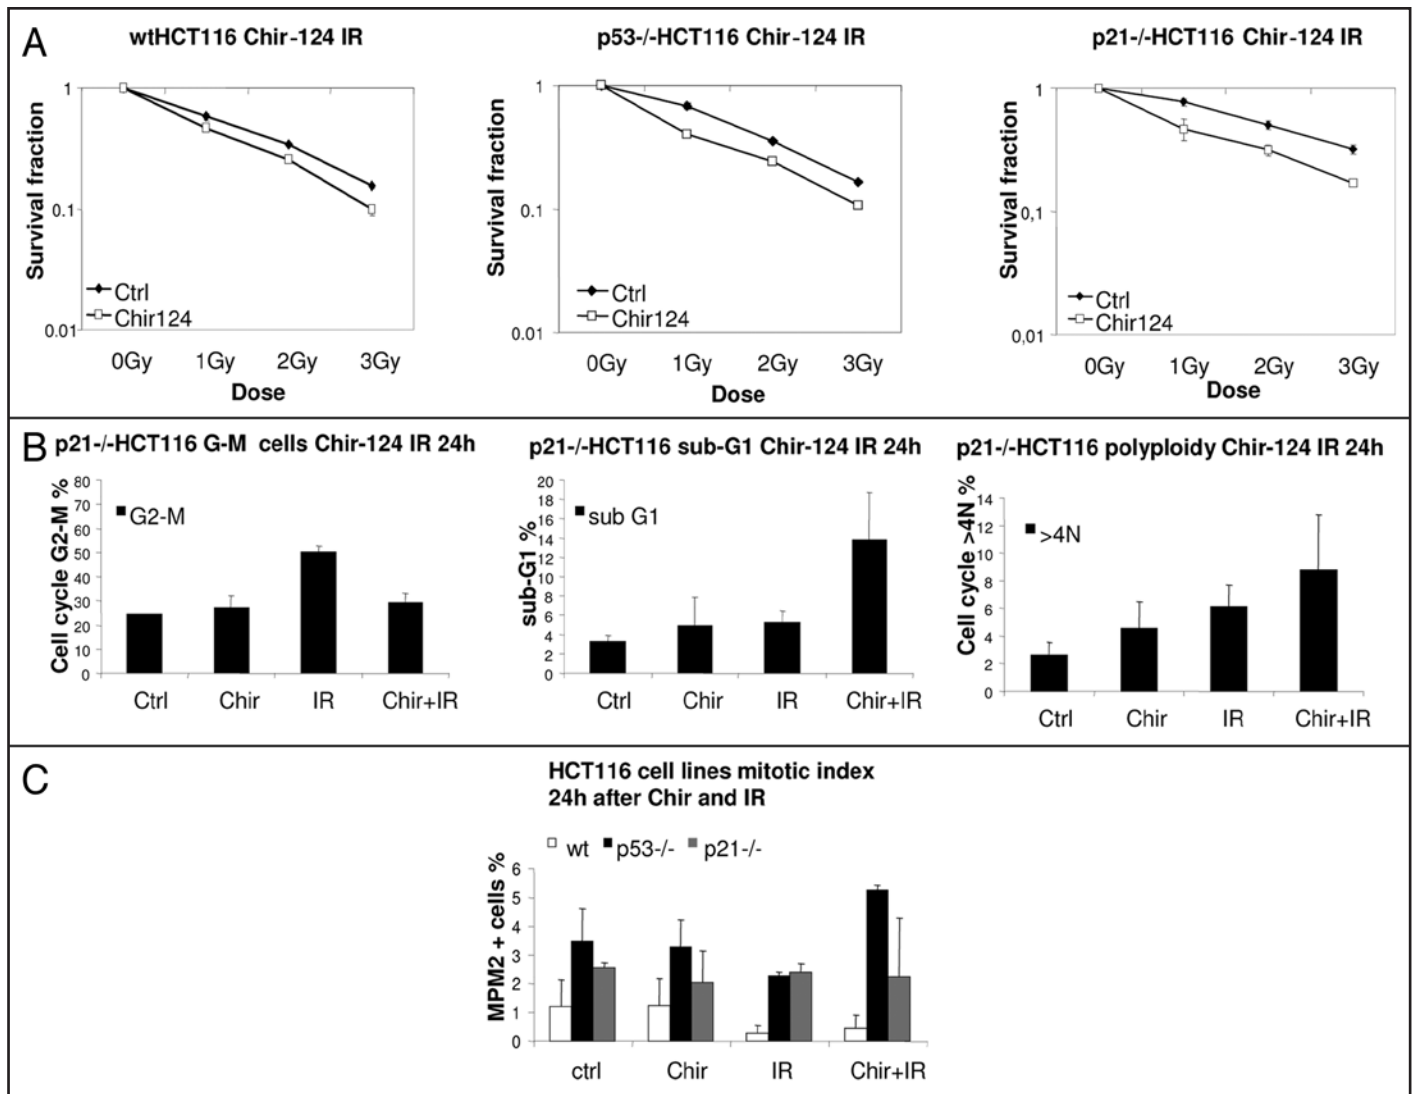 A
wtHCT116 Chir-124 IR
Survival fraction
1
0.1
0.01
Ctrl
Chir124
0Gy 1Gy 2Gy 3Gy
Dose
p53-/-HCT116 Chir-124 IR
Survival fraction
1
0.1
0.01
Ctrl
Chir124
0Gy 1Gy 2Gy 3Gy
Dose
p21-/-HCT116 Chir-124 IR
Survival fraction
1
0,1
0,01
Ctrl
Chir124
0Gy 1Gy 2Gy 3Gy
Dose
B
p21-/-HCT116 G-M cells Chir-124 IR 24h
Cell cycle G2-M %
80
70
60
50
40
30
20
10
0
G2-M
Ctrl Chir IR Chir+IR
p21-/-HCT116 sub-G1 Chir-124 IR 24h
sub-G1 %
20
18
16
14
12
10
8
6
4
2
0
sub G1
Ctrl Chir IR Chir+IR
p21-/-HCT116 polyploidy Chir-124 IR 24h
Cell cycle >4N %
14
12
10
8
6
4
2
0
>4N
Ctrl Chir IR Chir+IR
C
HCT116 cell lines mitotic index
24h after Chir and IR
wt p53-/- p21-/-
MPM2 + cells %
6
5
4
3
2
1
0
ctrl Chir IR Chir+IR